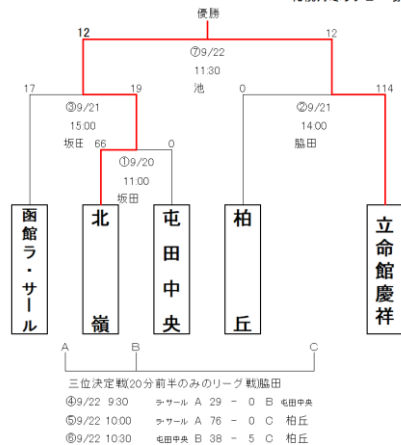 優勝
12
12
⑦9/22
11:30
池
17
19
0
114
③9/21
15:00
坂田
②9/21
14:00
脇田
66
0
①9/20
11:00
坂田
函館ラ・サール
北嶺
屯田中央
柏丘
立命館慶祥
A
B
C
三位決定戦(20分前半のみのリーグ戦)脇田
④9/22 9:30 ラ・サール A 29 - 0 B 屯田中央
⑤9/22 10:00 ラ・サール A 76 - 0 C 柏丘
⑥9/22 10:30 屯田中央 B 38 - 5 C 柏丘